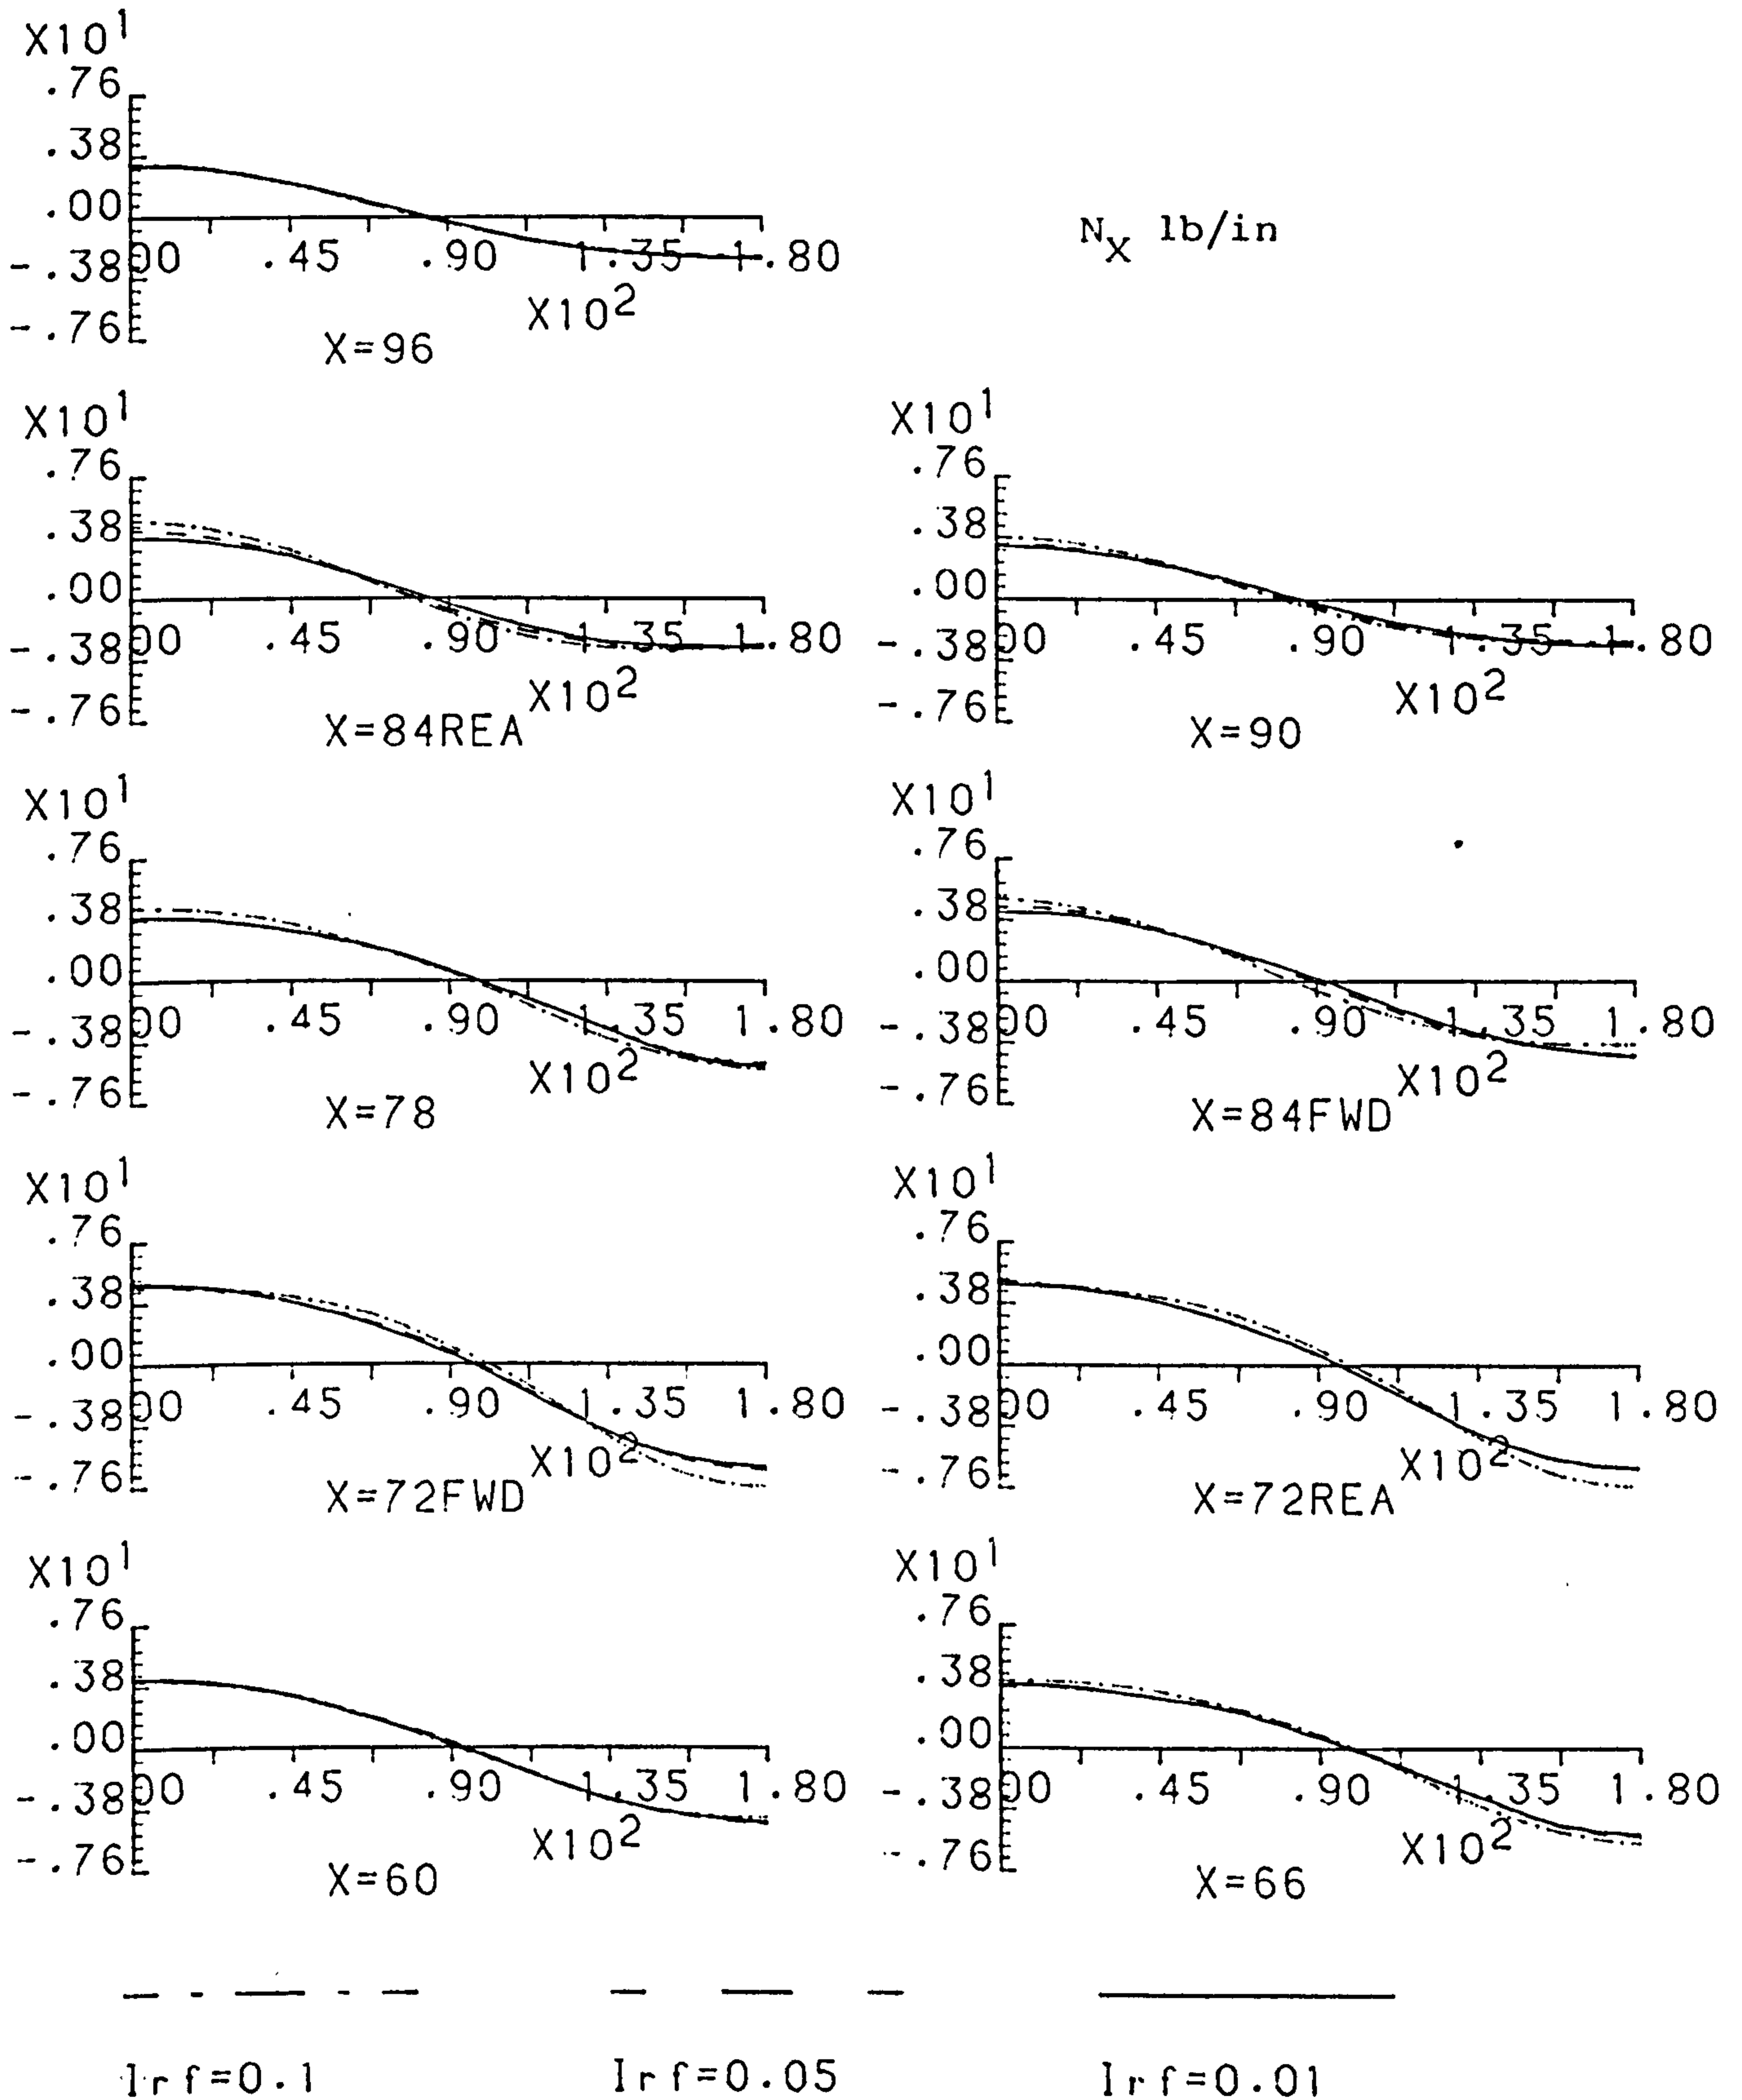 X10¹
.76
.38
.00
-.38
-.76
.00 .45 .90 1.35 1.80
X10²
X=96
Nₓ lb/in
X10¹
.76
.38
.00
-.38
-.76
.00 .45 .90 1.35 1.80
X10²
X=84REA
X10¹
.76
.38
.00
-.38
-.76
.00 .45 .90 1.35 1.80
X10²
X=90
X10¹
.76
.38
.00
-.38
-.76
.00 .45 .90 1.35 1.80
X10²
X=78
X10¹
.76
.38
.00
-.38
-.76
.00 .45 .90 1.35 1.80
X10²
X=84FWD
X10¹
.76
.38
.00
-.38
-.76
.00 .45 .90 1.35 1.80
X10²
X=72FWD
X10¹
.76
.38
.00
-.38
-.76
.00 .45 .90 1.35 1.80
X10²
X=72REA
X10¹
.76
.38
.00
-.38
-.76
.00 .45 .90 1.35 1.80
X10²
X=60
X10¹
.76
.38
.00
-.38
-.76
.00 .45 .90 1.35 1.80
X10²
X=66
Irf=0.1 Irf=0.05 Irf=0.01